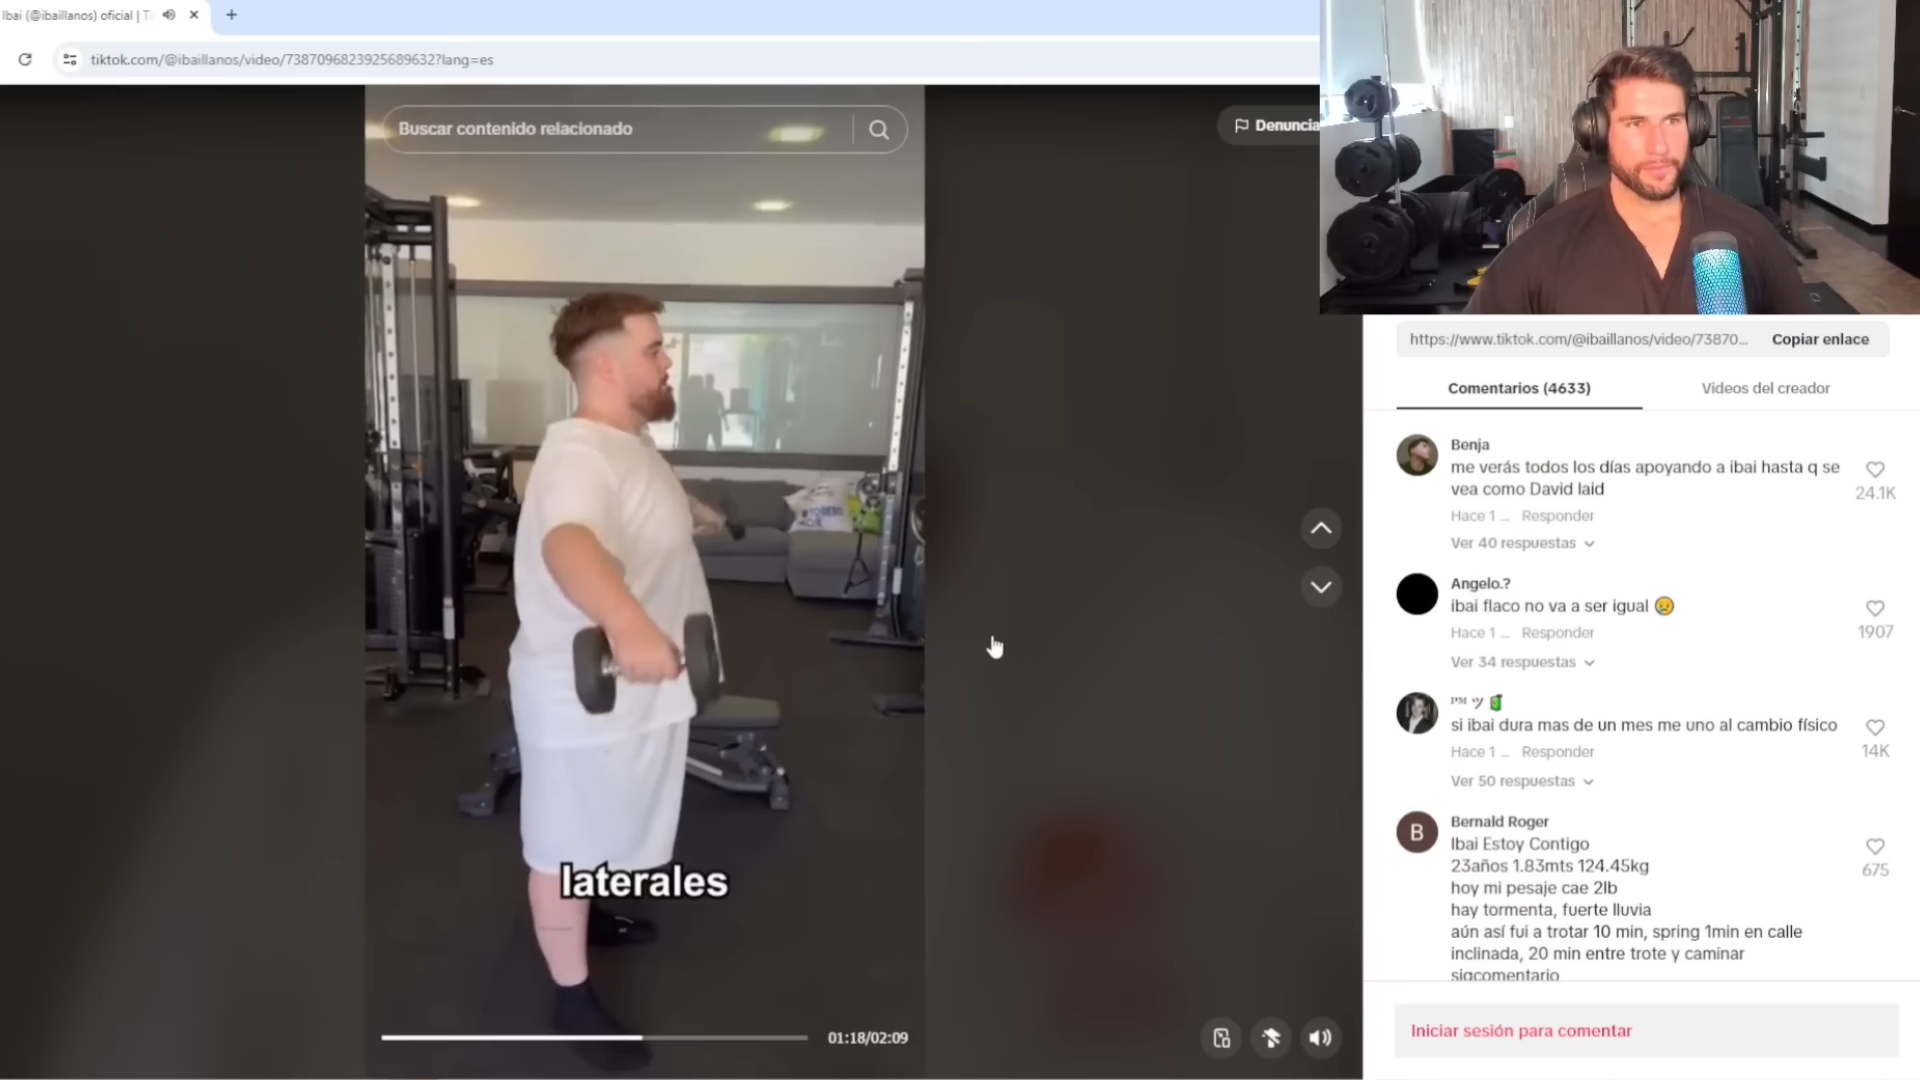 Ibai (@ibaillanos) oficial | Ti
tiktok.com/@ibaillanos/video/7387096823925689632?lang=es
Buscar contenido relacionado
Denuncia
laterales
01:18/02:09
https://www.tiktok.com/@ibaillanos/video/73870...
Copiar enlace
Comentarios (4633)
Videos del creador
Benja
me verás todos los días apoyando a ibai hasta q se
vea como David laid
24.1K
Hace 1 ... Responder
Ver 40 respuestas
Angelo.?
ibai flaco no va a ser igual 😥
1907
Hace 1 ... Responder
Ver 34 respuestas
ᴵ'ᴹ ツ🧃
si ibai dura mas de un mes me uno al cambio físico
14K
Hace 1 ... Responder
Ver 50 respuestas
B
Bernald Roger
Ibai Estoy Contigo
23años 1.83mts 124.45kg
675
hoy mi pesaje cae 2lb
hay tormenta, fuerte lluvia
aún así fui a trotar 10 min, spring 1min en calle
inclinada, 20 min entre trote y caminar
sigcomentario
Iniciar sesión para comentar